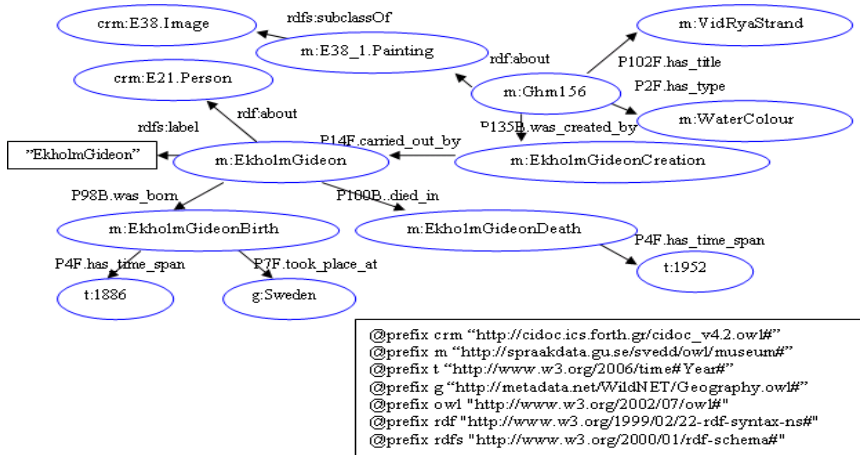 crm:E38.Image
rdfs:subclassOf
m:E38_1.Painting
m:VidRyaStrand
rdf:about
P102F.has_title
crm:E21.Person
m:Ghm156
P2F.has_type
rdf:about
m:WaterColour
rdfs:label
P14F.carried_out_by
P135B.was_created_by
"EkholmGideon"
m:EkholmGideon
m:EkholmGideonCreation
P98B.was_born
P100B..died_in
m:EkholmGideonBirth
m:EkholmGideonDeath
P4F.has_time_span
P4F.has_time_span
P7F.took_place_at
t:1952
t:1886
g:Sweden
@prefix crm “http://cidoc.ics.forth.gr/cidoc_v4.2.owl#”
@prefix m “http://spraakdata.gu.se/svedd/owl/museum#”
@prefix t “http://www.w3.org/2006/time#Year#”
@prefix g “http://metadata.net/WildNET/Geography.owl#”
@prefix owl "http://www.w3.org/2002/07/owl#"
@prefix rdf "http://www.w3.org/1999/02/22-rdf-syntax-ns#"
@prefix rdfs "http://www.w3.org/2000/01/rdf-schema#"